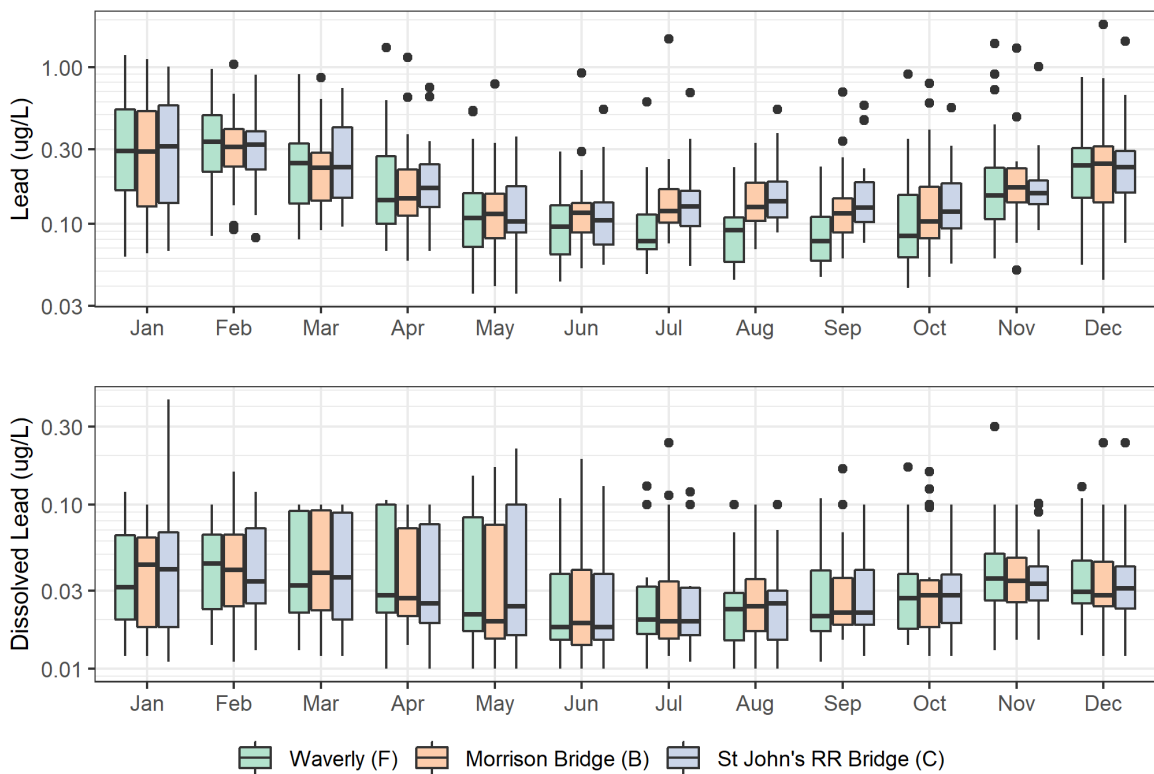 Lead (ug/L)
1.00
0.30
0.10
0.03
Jan Feb Mar Apr May Jun Jul Aug Sep Oct Nov Dec
Dissolved Lead (ug/L)
0.30
0.10
0.03
0.01
Jan Feb Mar Apr May Jun Jul Aug Sep Oct Nov Dec
Waverly (F) Morrison Bridge (B) St John's RR Bridge (C)